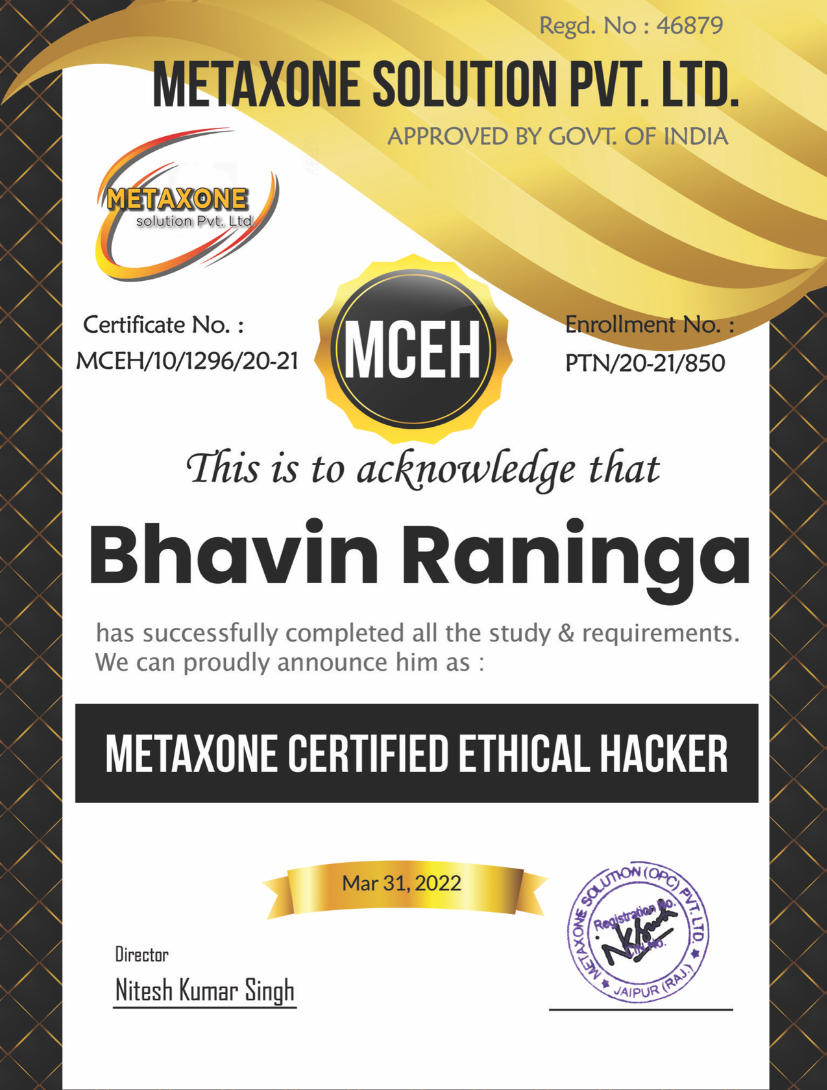 Regd. No : 46879
METAXONE SOLUTION PVT. LTD.
APPROVED BY GOVT. OF INDIA
METAXONE
solution Pvt. Ltd
Certificate No. :
MCEH/10/1296/20-21
MCEH
Enrollment No. :
PTN/20-21/850
This is to acknowledge that
Bhavin Raninga
has successfully completed all the study & requirements.
We can proudly announce him as :
METAXONE CERTIFIED ETHICAL HACKER
Mar 31, 2022
Director
Nitesh Kumar Singh
METAXONE SOLUTION (OPC) PVT. LTD.
Registration No.
JAIPUR (RAJ.)